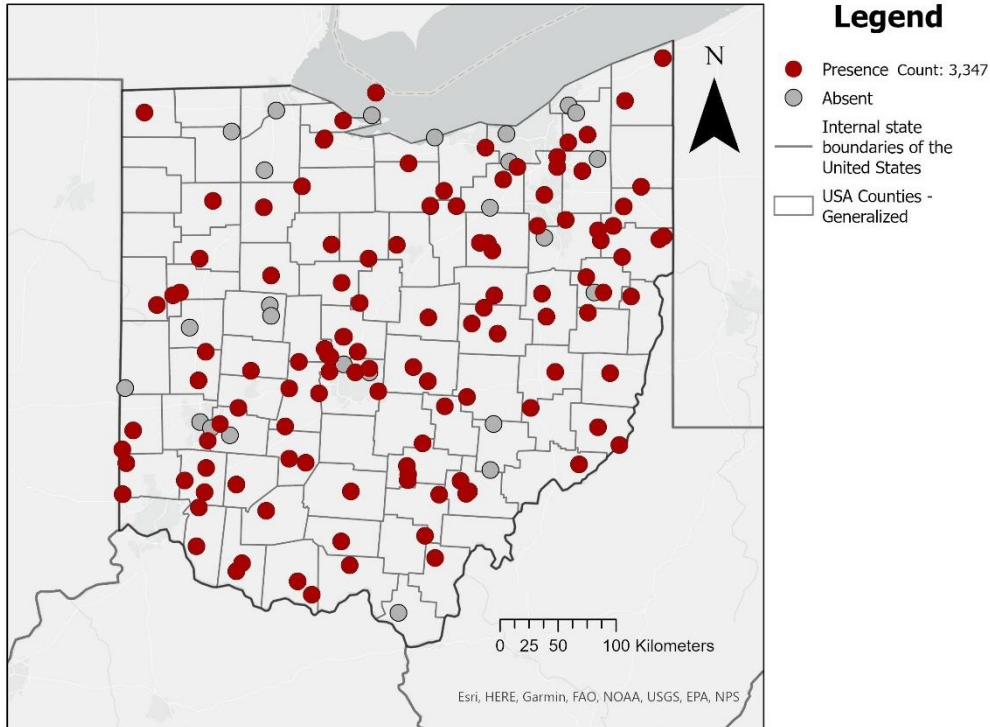 Legend
N
Presence Count: 3,347
Absent
Internal state
boundaries of the
United States
USA Counties -
Generalized
0 25 50 100 Kilometers
Esri, HERE, Garmin, FAO, NOAA, USGS, EPA, NPS